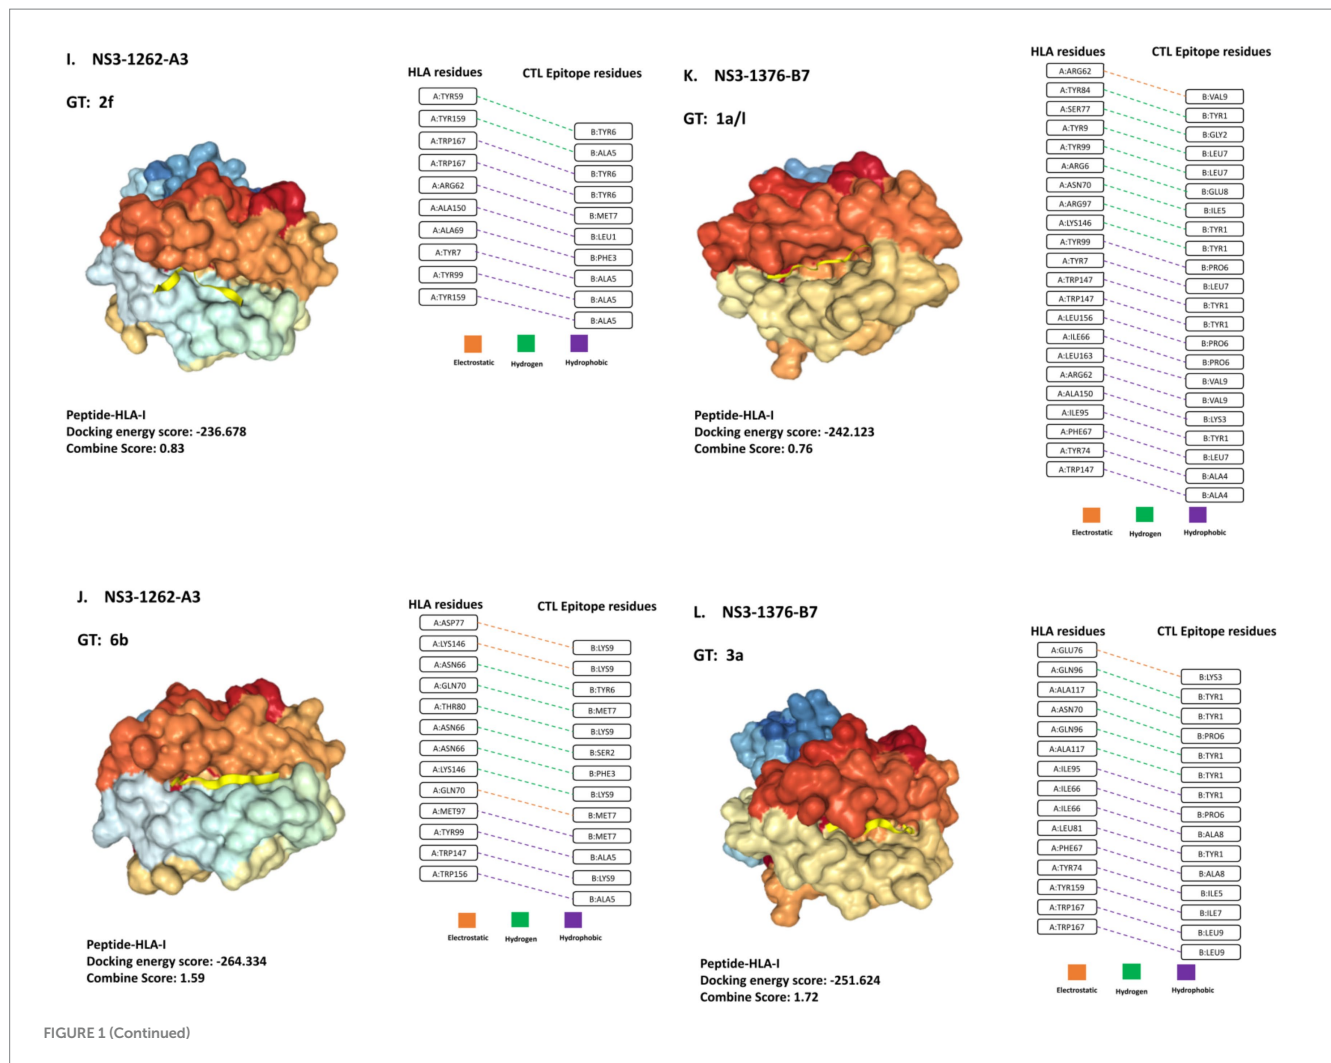 I. NS3-1262-A3
GT: 2f
HLA residues CTL Epitope residues
A:TYR59
A:TYR159
A:TRP167
A:TRP167
A:ARG62
A:ALA150
A:ALA69
A:TYR7
A:TYR99
A:TYR159
B:TYR6
B:ALA5
B:TYR6
B:TYR6
B:MET7
B:LEU1
B:PHE3
B:ALA5
B:ALA5
B:ALA5
Electrostatic Hydrogen Hydrophobic
Peptide-HLA-I
Docking energy score: -236.678
Combine Score: 0.83
K. NS3-1376-B7
GT: 1a/l
HLA residues CTL Epitope residues
A:ARG62
A:TYR84
A:SER77
A:TYR9
A:TYR99
A:ARG6
A:ASN70
A:ARG97
A:LYS146
A:TYR99
A:TYR7
A:TRP147
A:TRP147
A:LEU156
A:ILE66
A:LEU163
A:ARG62
A:ALA150
A:ILE95
A:PHE67
A:TYR74
A:TRP147
B:VAL9
B:TYR1
B:GLY2
B:LEU7
B:LEU7
B:GLU8
B:ILE5
B:TYR1
B:TYR1
B:PRO6
B:LEU7
B:TYR1
B:TYR1
B:PRO6
B:PRO6
B:VAL9
B:VAL9
B:LYS3
B:TYR1
B:LEU7
B:ALA4
B:ALA4
Electrostatic Hydrogen Hydrophobic
Peptide-HLA-I
Docking energy score: -242.123
Combine Score: 0.76
J. NS3-1262-A3
GT: 6b
HLA residues CTL Epitope residues
A:ASP77
A:LYS146
A:ASN66
A:GLN70
A:THR80
A:ASN66
A:ASN66
A:LYS146
A:GLN70
A:MET97
A:TYR99
A:TRP147
A:TRP156
B:LYS9
B:LYS9
B:TYR6
B:MET7
B:LYS9
B:SER2
B:PHE3
B:LYS9
B:MET7
B:MET7
B:ALA5
B:LYS9
B:ALA5
Electrostatic Hydrogen Hydrophobic
Peptide-HLA-I
Docking energy score: -264.334
Combine Score: 1.59
L. NS3-1376-B7
GT: 3a
HLA residues CTL Epitope residues
A:GLU76
A:GLN96
A:ALA117
A:ASN70
A:GLN96
A:ALA117
A:ILE95
A:ILE66
A:ILE66
A:LEU81
A:PHE67
A:TYR74
A:TYR159
A:TRP167
A:TRP167
B:LYS3
B:TYR1
B:TYR1
B:PRO6
B:TYR1
B:TYR1
B:TYR1
B:PRO6
B:ALA8
B:TYR1
B:ALA8
B:ILE5
B:ILE7
B:LEU9
B:LEU9
Electrostatic Hydrogen Hydrophobic
Peptide-HLA-I
Docking energy score: -251.624
Combine Score: 1.72
FIGURE 1 (Continued)